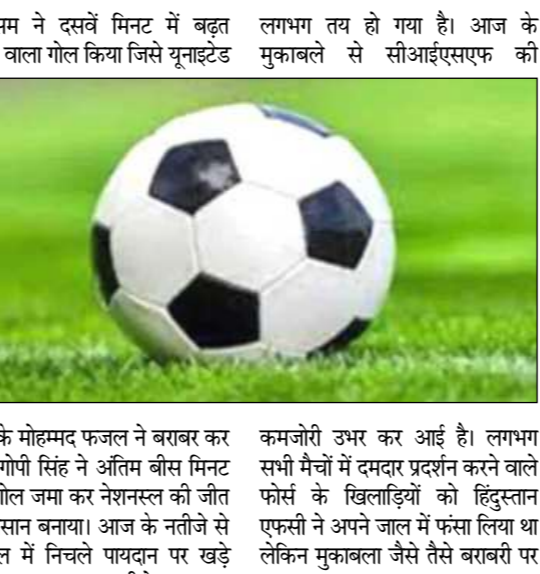 ने दसवें मिनट में बढ़त
वाला गोल किया जिसे यूनाइटेड
के मोहम्मद फजल ने बराबर कर
गोपी सिंह ने अंतिम बीस मिनट
गोल जमा कर नेशनस्ल की जीत
सान बनाया। आज के नतीजे से
में निचले पायदान पर खड़े
लगभग तय हो गया है। आज के
मुकाबले से सीआईएसएफ की
कमजोरी उभर कर आई है। लगभग
सभी मैचों में दमदार प्रदर्शन करने वाले
फोर्स के खिलाड़ियों को हिंदुस्तान
एफसी ने अपने जाल में फंसा लिया था
लेकिन मुकाबला जैसे तैसे बराबरी पर